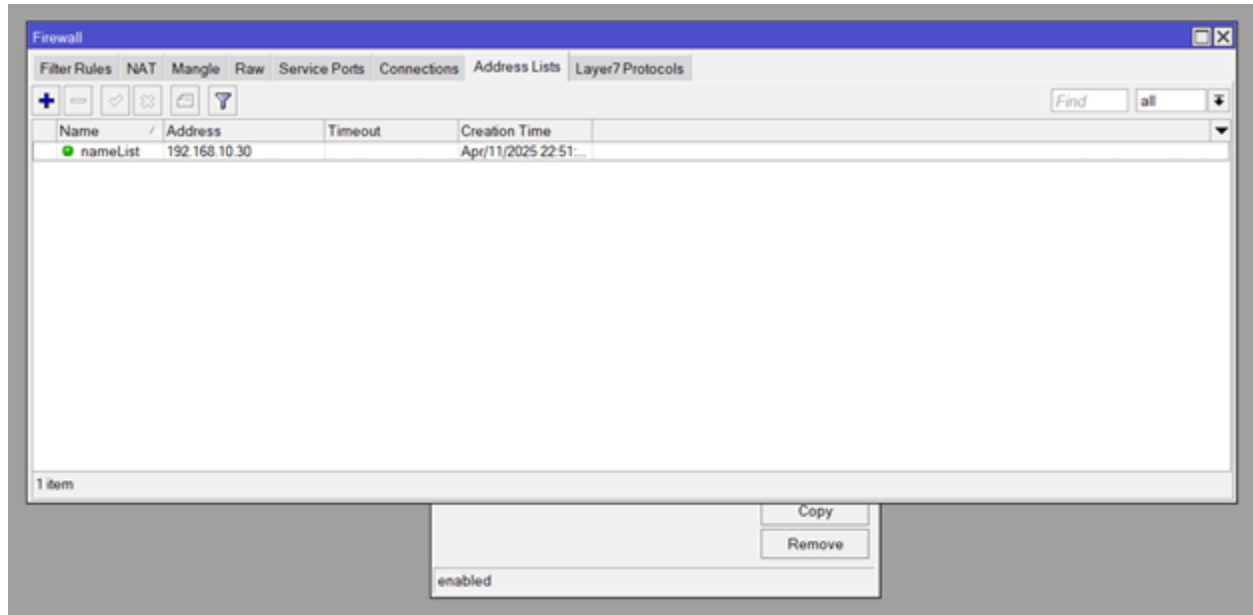 Firewall
Filter Rules NAT Mangle Raw Service Ports Connections Address Lists Layer7 Protocols
Find all
Name Address Timeout Creation Time
nameList 192.168.10.30 Apr/11/2025 22:51:...
1 item
Copy
Remove
enabled